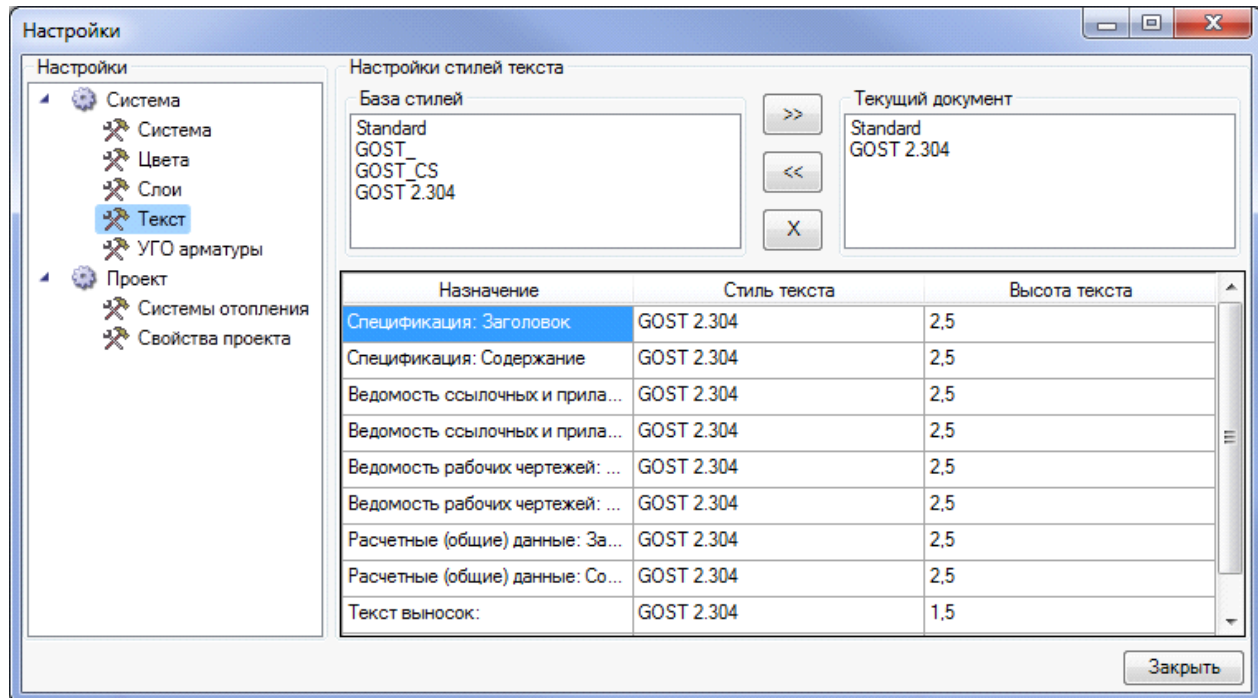 Настройки
Настройки
Система
Система
Цвета
Слои
Текст
УГО арматуры
Проект
Системы отопления
Свойства проекта
Настройки стилей текста
База стилей
Standard
GOST_
GOST_CS
GOST 2.304
>>
<<
X
Текущий документ
Standard
GOST 2.304
Назначение Стиль текста Высота текста
Спецификация: Заголовок GOST 2.304 2,5
Спецификация: Содержание GOST 2.304 2,5
Ведомость ссылочных и прила... GOST 2.304 2,5
Ведомость ссылочных и прила... GOST 2.304 2,5
Ведомость рабочих чертежей: ... GOST 2.304 2,5
Ведомость рабочих чертежей: ... GOST 2.304 2,5
Расчетные (общие) данные: За... GOST 2.304 2,5
Расчетные (общие) данные: Со... GOST 2.304 2,5
Текст выносок: GOST 2.304 1,5
Закрыть